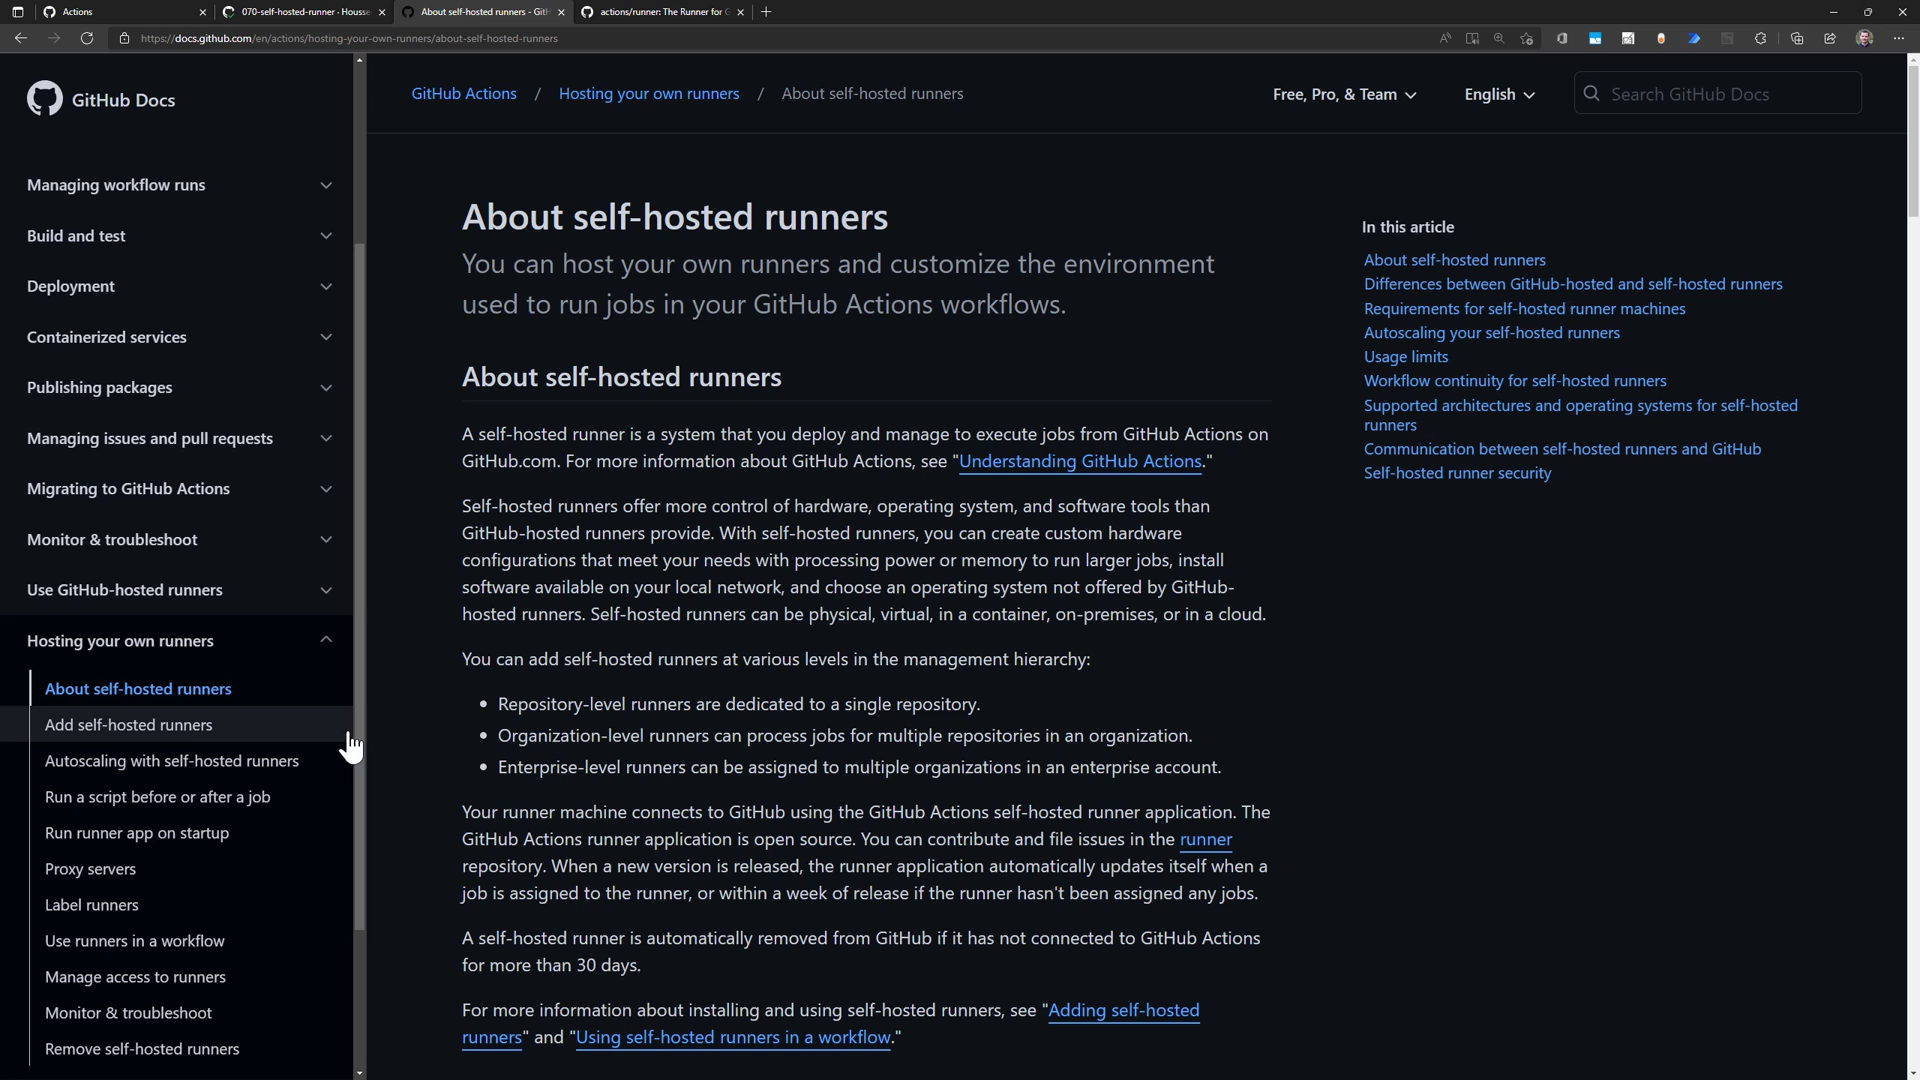 Actions
070-self-hosted-runner · Housse
About self-hosted runners - GitH
actions/runner: The Runner for G
https://docs.github.com/en/actions/hosting-your-own-runners/about-self-hosted-runners
GitHub Docs
GitHub Actions / Hosting your own runners / About self-hosted runners
Free, Pro, & Team
English
Search GitHub Docs
Managing workflow runs
Build and test
Deployment
Containerized services
Publishing packages
Managing issues and pull requests
Migrating to GitHub Actions
Monitor & troubleshoot
Use GitHub-hosted runners
Hosting your own runners
About self-hosted runners
Add self-hosted runners
Autoscaling with self-hosted runners
Run a script before or after a job
Run runner app on startup
Proxy servers
Label runners
Use runners in a workflow
Manage access to runners
Monitor & troubleshoot
Remove self-hosted runners
About self-hosted runners
You can host your own runners and customize the environment
used to run jobs in your GitHub Actions workflows.
About self-hosted runners
A self-hosted runner is a system that you deploy and manage to execute jobs from GitHub Actions on
GitHub.com. For more information about GitHub Actions, see "Understanding GitHub Actions."
Self-hosted runners offer more control of hardware, operating system, and software tools than
GitHub-hosted runners provide. With self-hosted runners, you can create custom hardware
configurations that meet your needs with processing power or memory to run larger jobs, install
software available on your local network, and choose an operating system not offered by GitHub-
hosted runners. Self-hosted runners can be physical, virtual, in a container, on-premises, or in a cloud.
You can add self-hosted runners at various levels in the management hierarchy:
• Repository-level runners are dedicated to a single repository.
• Organization-level runners can process jobs for multiple repositories in an organization.
• Enterprise-level runners can be assigned to multiple organizations in an enterprise account.
Your runner machine connects to GitHub using the GitHub Actions self-hosted runner application. The
GitHub Actions runner application is open source. You can contribute and file issues in the runner
repository. When a new version is released, the runner application automatically updates itself when a
job is assigned to the runner, or within a week of release if the runner hasn't been assigned any jobs.
A self-hosted runner is automatically removed from GitHub if it has not connected to GitHub Actions
for more than 30 days.
For more information about installing and using self-hosted runners, see "Adding self-hosted
runners" and "Using self-hosted runners in a workflow."
In this article
About self-hosted runners
Differences between GitHub-hosted and self-hosted runners
Requirements for self-hosted runner machines
Autoscaling your self-hosted runners
Usage limits
Workflow continuity for self-hosted runners
Supported architectures and operating systems for self-hosted
runners
Communication between self-hosted runners and GitHub
Self-hosted runner security